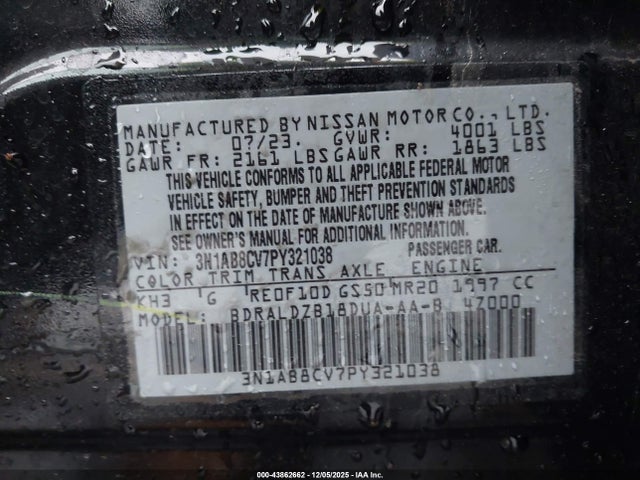 MANUFACTURED BY NISSAN MOTOR CO., LTD.
DATE: 07/23. GVWR: 4001 LBS
GAWR FR: 2161 LBS GAWR RR: 1863 LBS
THIS VEHICLE CONFORMS TO ALL APPLICABLE FEDERAL MOTOR
VEHICLE SAFETY, BUMPER AND THEFT PREVENTION STANDARDS
IN EFFECT ON THE DATE OF MANUFACTURE SHOWN ABOVE.
SEE OWNER'S MANUAL FOR ADDITIONAL INFORMATION.
VIN: 3N1AB8CV7PY321038 PASSENGER CAR.
COLOR TRIM TRANS AXLE ENGINE
KH3 G RE0F10D GS50 MR20 1997 CC
MODEL: BDRALDZB18DUA-AA-B 47000
3N1AB8CV7PY321038
000-43862662 - 12/05/2025 - IAAI, Inc.